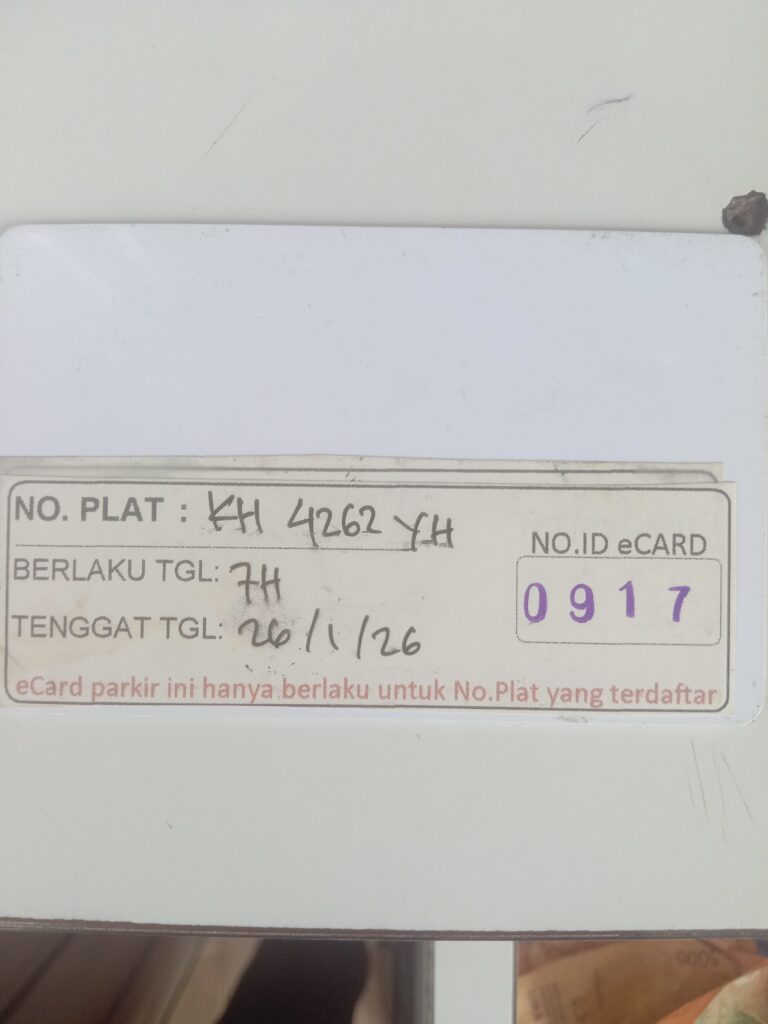 NO. PLAT : KH 4262 YH
NO.ID eCARD
BERLAKU TGL: 7H
0917
TENGGAT TGL: 26/1/26
eCard parkir ini hanya berlaku untuk No.Plat yang terdaftar
5000